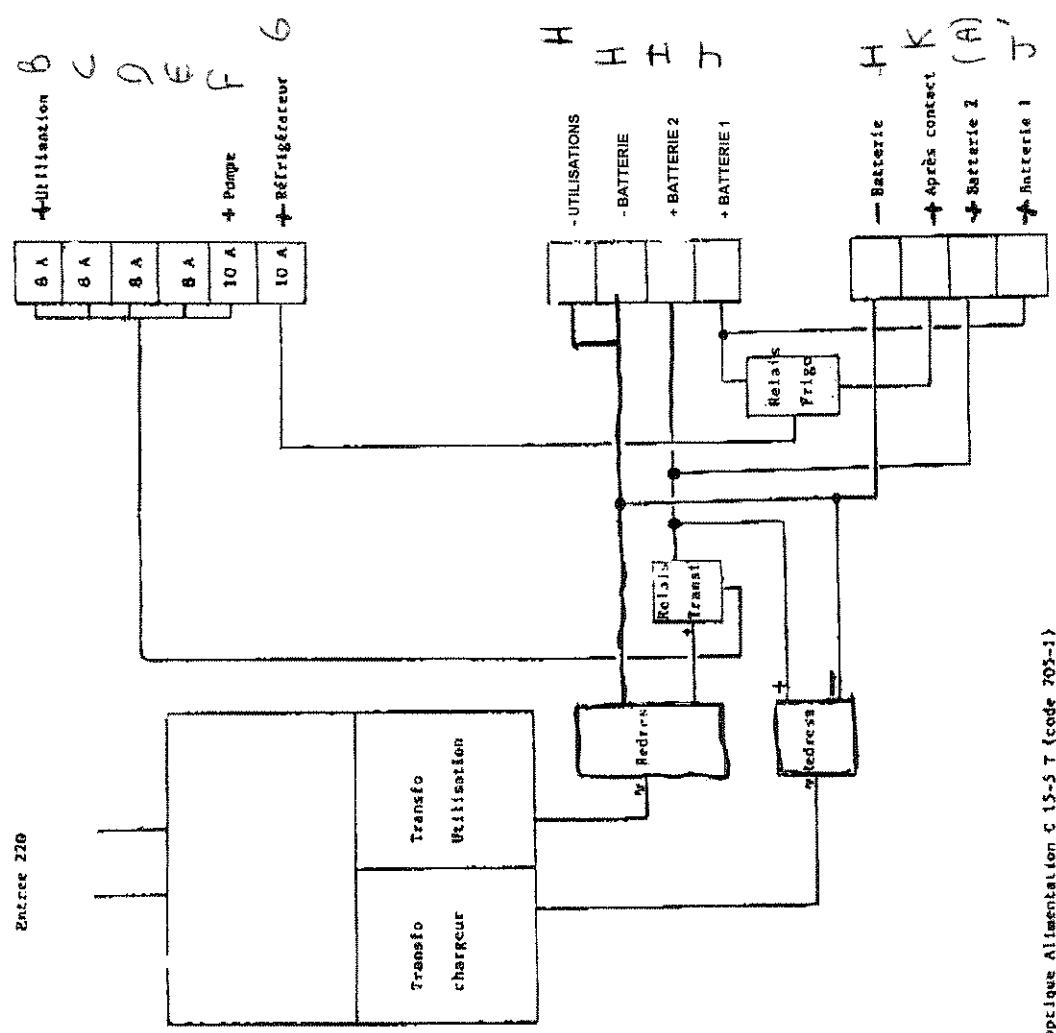 Entree 220
Transfo
Utilisation
Transfo
chargeur
8 A
8 A
8 A
8 A
10 A
10 A
+ Utilisation
+ Pompe
+ Réfrigérateur
B
C
D
E
F
G
Redres
Redress
+
-
Relais
Transf
+
Relais
Frigo
- UTILISATIONS
- BATTERIE
+ BATTERIE 2
+ BATTERIE 1
H
H
I
J
- Batterie
+ Après contact
+ Batterie 2
+ Batterie 1
H
K
(A)
J'
Alimentation C 15-5 T (code 705-1)